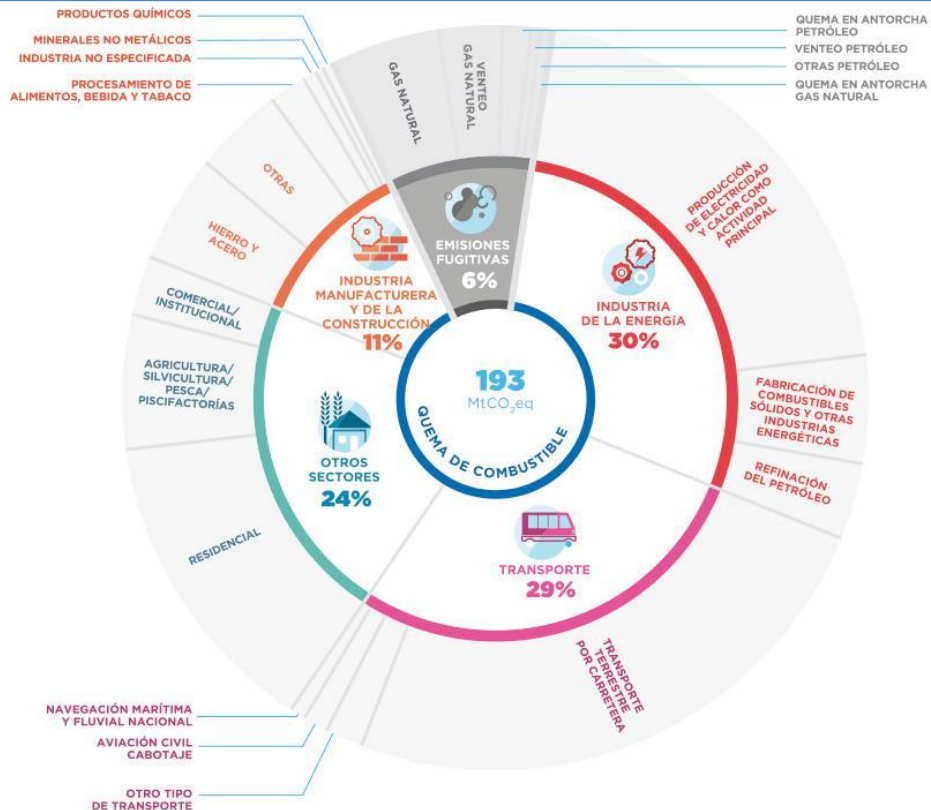 PRODUCTOS QUÍMICOS
MINERALES NO METÁLICOS
INDUSTRIA NO ESPECIFICADA
PROCESAMIENTO DE
ALIMENTOS, BEBIDA Y TABACO
QUEMA EN ANTORCHA
PETRÓLEO
VENTEO PETRÓLEO
OTRAS PETRÓLEO
QUEMA EN ANTORCHA
GAS NATURAL
GAS NATURAL
VENTEO
GAS NATURAL
OTRAS
HIERRO Y
ACERO
COMERCIAL/
INSTITUCIONAL
AGRICULTURA/
SILVICULTURA/
PESCA/
PISCIFACTORÍAS
RESIDENCIAL
EMISIONES
FUGITIVAS
6%
INDUSTRIA
MANUFACTURERA
Y DE LA
CONSTRUCCIÓN
11%
INDUSTRIA
DE LA ENERGÍA
30%
PRODUCCIÓN
DE ELECTRICIDAD
Y CALOR COMO
ACTIVIDAD
PRINCIPAL
FABRICACIÓN DE
COMBUSTIBLES
SÓLIDOS Y OTRAS
INDUSTRIAS
ENERGÉTICAS
REFINACIÓN
DEL PETRÓLEO
193
MtCO₂eq
QUEMA DE COMBUSTIBLE
OTROS
SECTORES
24%
TRANSPORTE
29%
TRANSPORTE
TERRESTRE
POR CARRETERA
NAVEGACIÓN MARÍTIMA
Y FLUVIAL NACIONAL
AVIACIÓN CIVIL
CABOTAJE
OTRO TIPO
DE TRANSPORTE